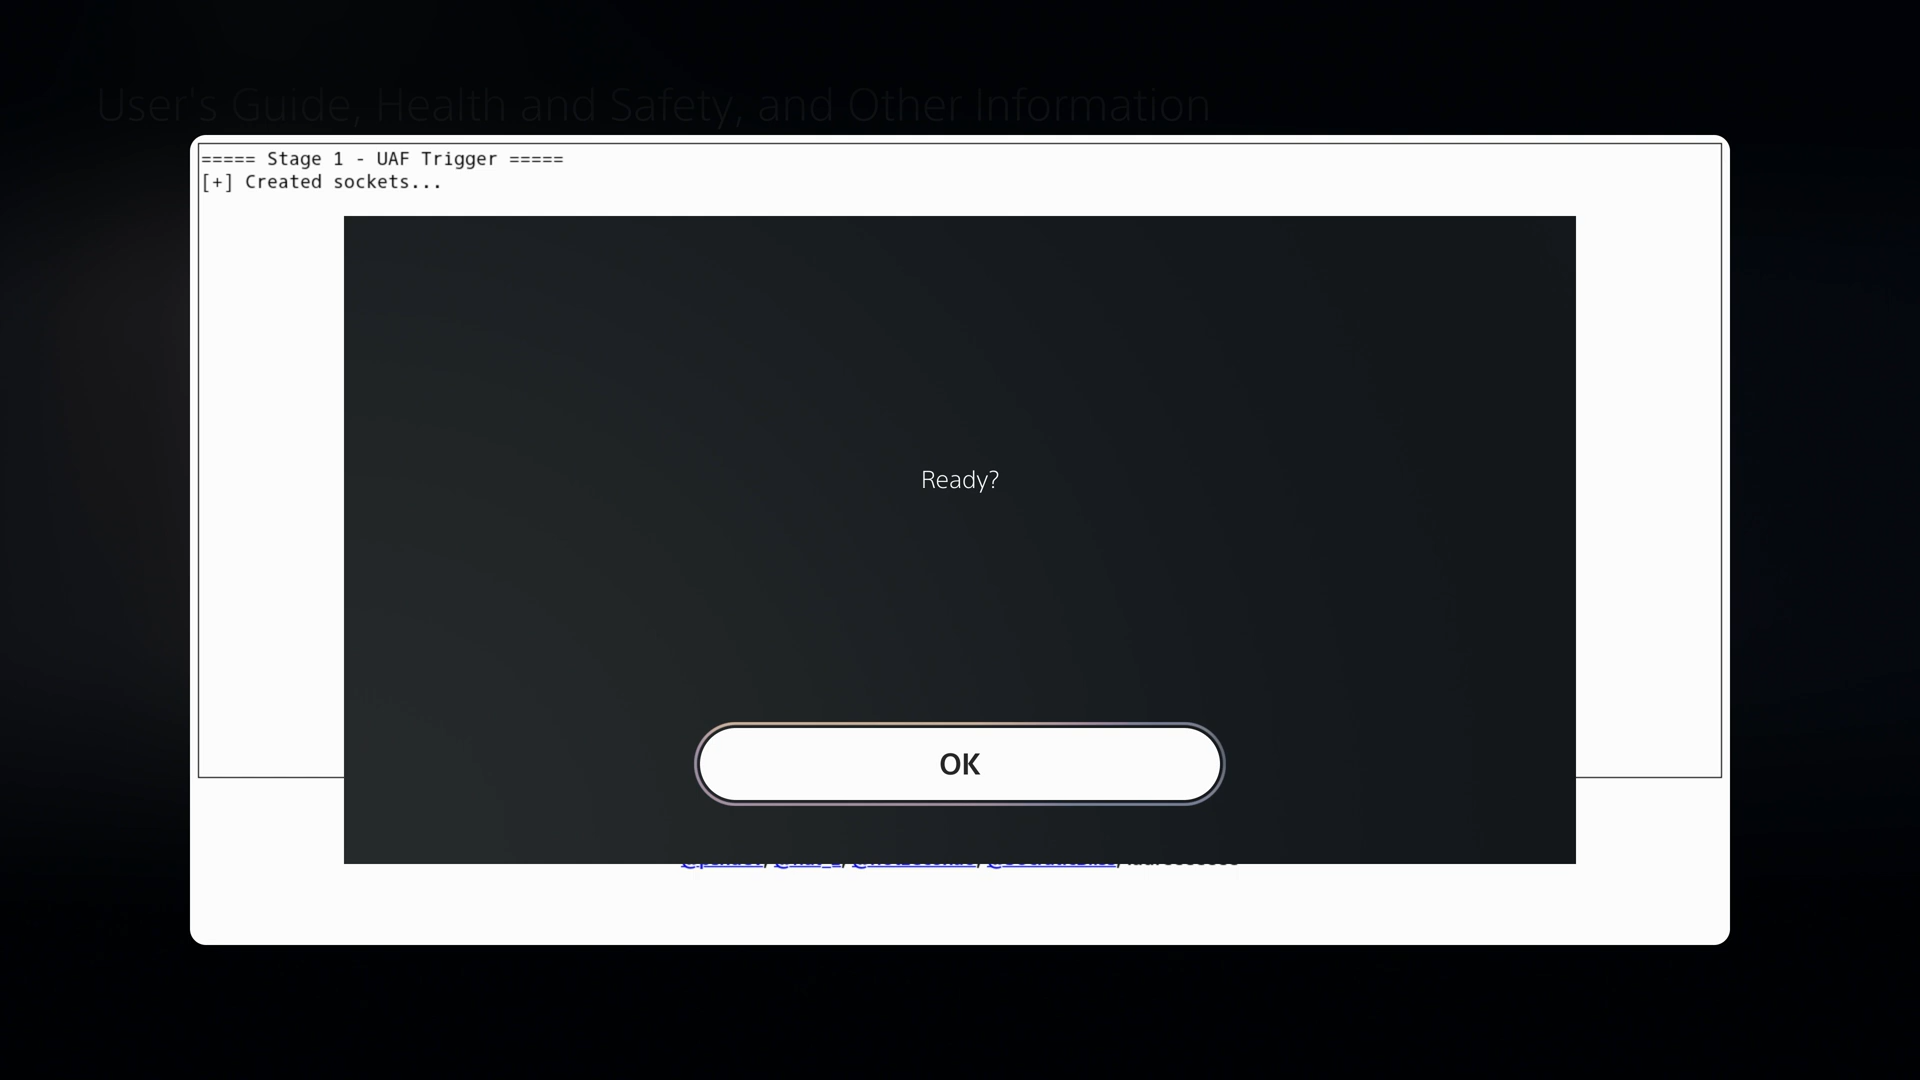 User's Guide, Health and Safety, and Other Information
===== Stage 1 - UAF Trigger =====
[+] Created sockets...
Ready?
OK